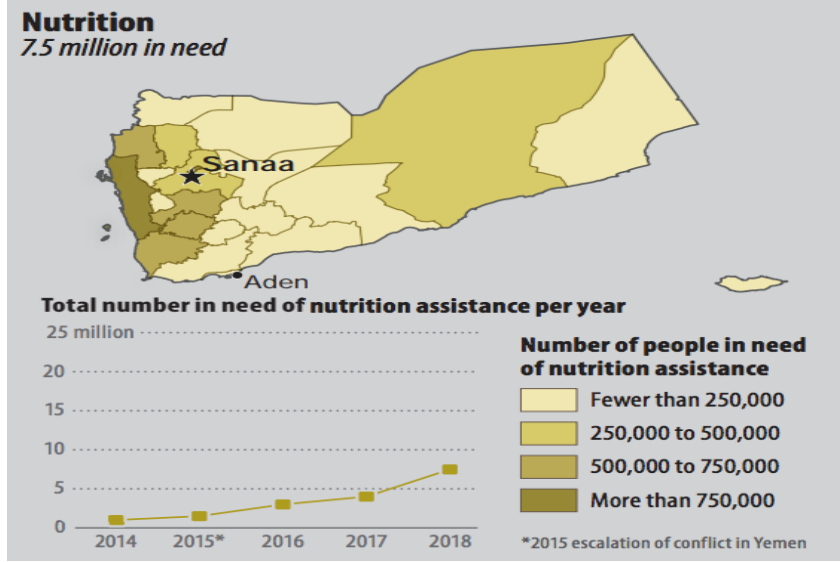 Nutrition
7.5 million in need
Sanaa
Aden
Total number in need of nutrition assistance per year
25 million
20
15
10
5
0
2014 2015* 2016 2017 2018
Number of people in need
of nutrition assistance
Fewer than 250,000
250,000 to 500,000
500,000 to 750,000
More than 750,000
*2015 escalation of conflict in Yemen